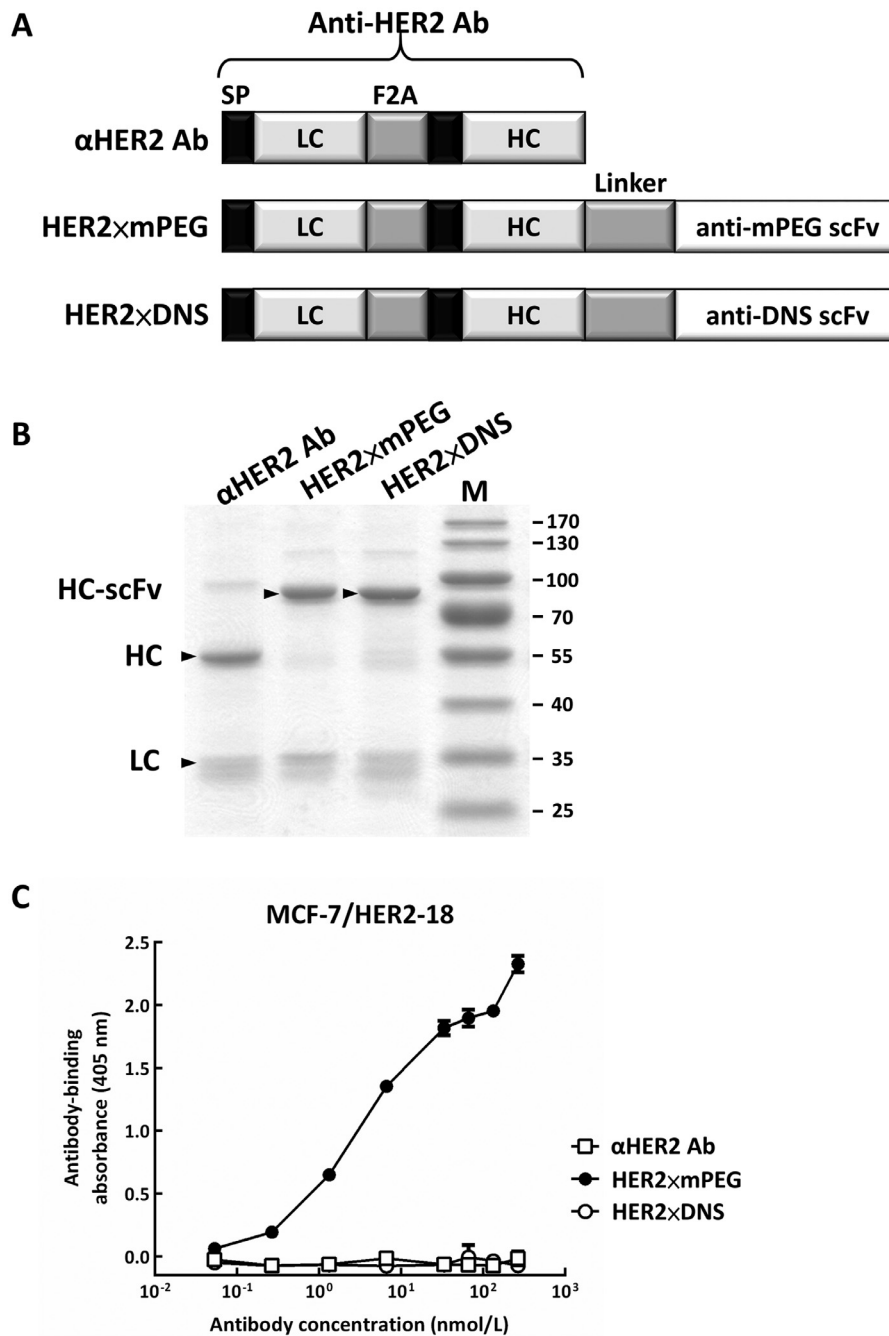 A
Anti-HER2 Ab
SP
F2A
αHER2 Ab
LC
HC
Linker
HER2×mPEG
LC
HC
anti-mPEG scFv
HER2×DNS
LC
HC
anti-DNS scFv
B
αHER2 Ab
HER2×mPEG
HER2×DNS
M
170
130
HC-scFv
100
70
HC
55
40
LC
35
25
C
MCF-7/HER2-18
Antibody-binding
absorbance (405 nm)
2.5
2.0
1.5
1.0
0.5
0.0
αHER2 Ab
HER2×mPEG
HER2×DNS
10-2 10-1 100 101 102 103
Antibody concentration (nmol/L)